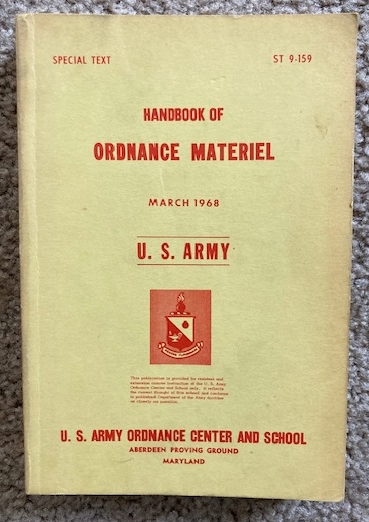 SPECIAL TEXT
ST 9-159
HANDBOOK OF
ORDNANCE MATERIEL
MARCH 1968
U. S. ARMY
This publication is provided for resident and
extension course instruction at the U. S. Army
Ordnance Center and School only. It reflects
the current thought of this school and conforms
to published Department of the Army doctrine
as closely as possible.
U. S. ARMY ORDNANCE CENTER AND SCHOOL
ABERDEEN PROVING GROUND
MARYLAND